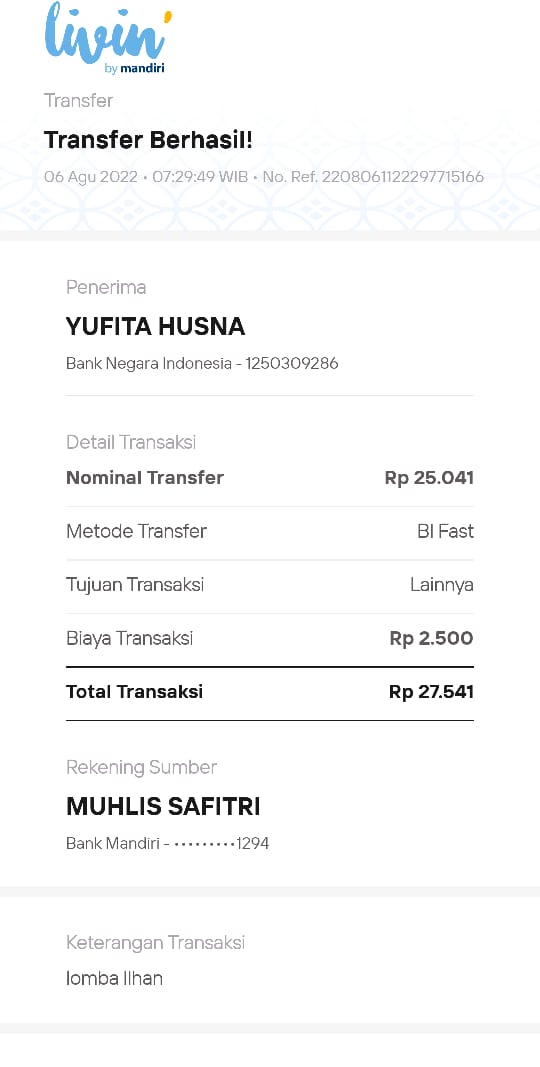 livin'
by mandiri
Transfer
Transfer Berhasil!
06 Agu 2022 • 07:29:49 WIB • No. Ref. 2208061122297715166
Penerima
YUFITA HUSNA
Bank Negara Indonesia - 1250309286
Detail Transaksi
Nominal Transfer Rp 25.041
Metode Transfer BI Fast
Tujuan Transaksi Lainnya
Biaya Transaksi Rp 2.500
Total Transaksi Rp 27.541
Rekening Sumber
MUHLIS SAFITRI
Bank Mandiri - •••••••••1294
Keterangan Transaksi
lomba Ilhan